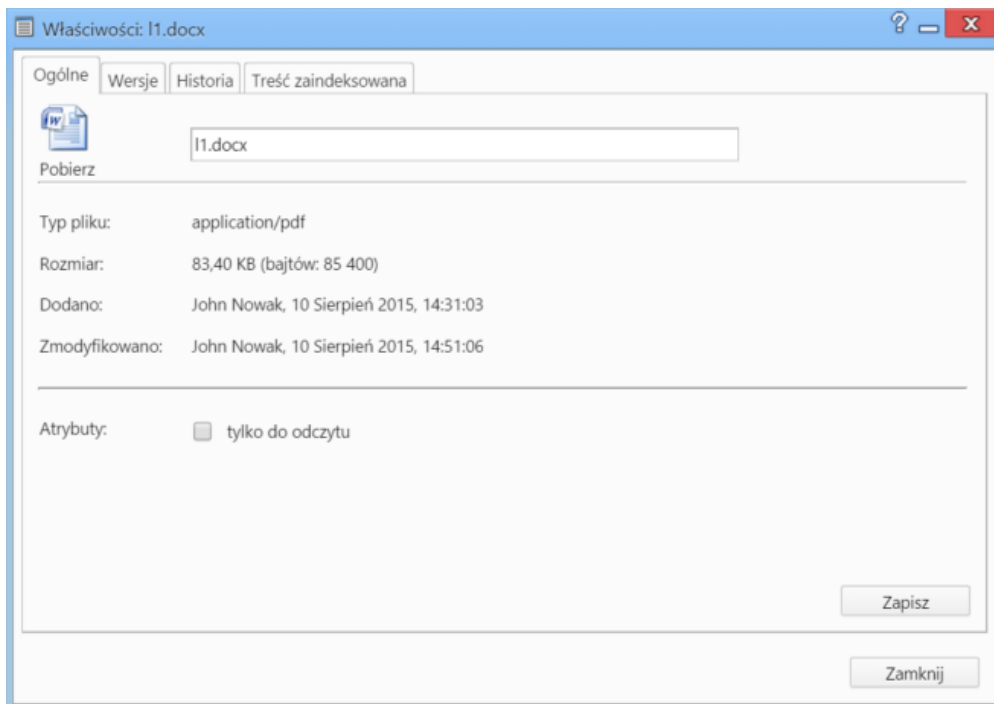 Właściwości: l1.docx
Ogólne Wersje Historia Treść zaindeksowana
l1.docx
Pobierz
Typ pliku: application/pdf
Rozmiar: 83,40 KB (bajtów: 85 400)
Dodano: John Nowak, 10 Sierpień 2015, 14:31:03
Zmodyfikowano: John Nowak, 10 Sierpień 2015, 14:51:06
Atrybuty: tylko do odczytu
Zapisz
Zamknij